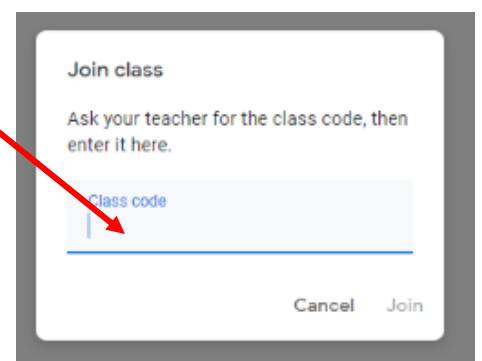 Join class
Ask your teacher for the class code, then
enter it here.
Class code
Cancel Join